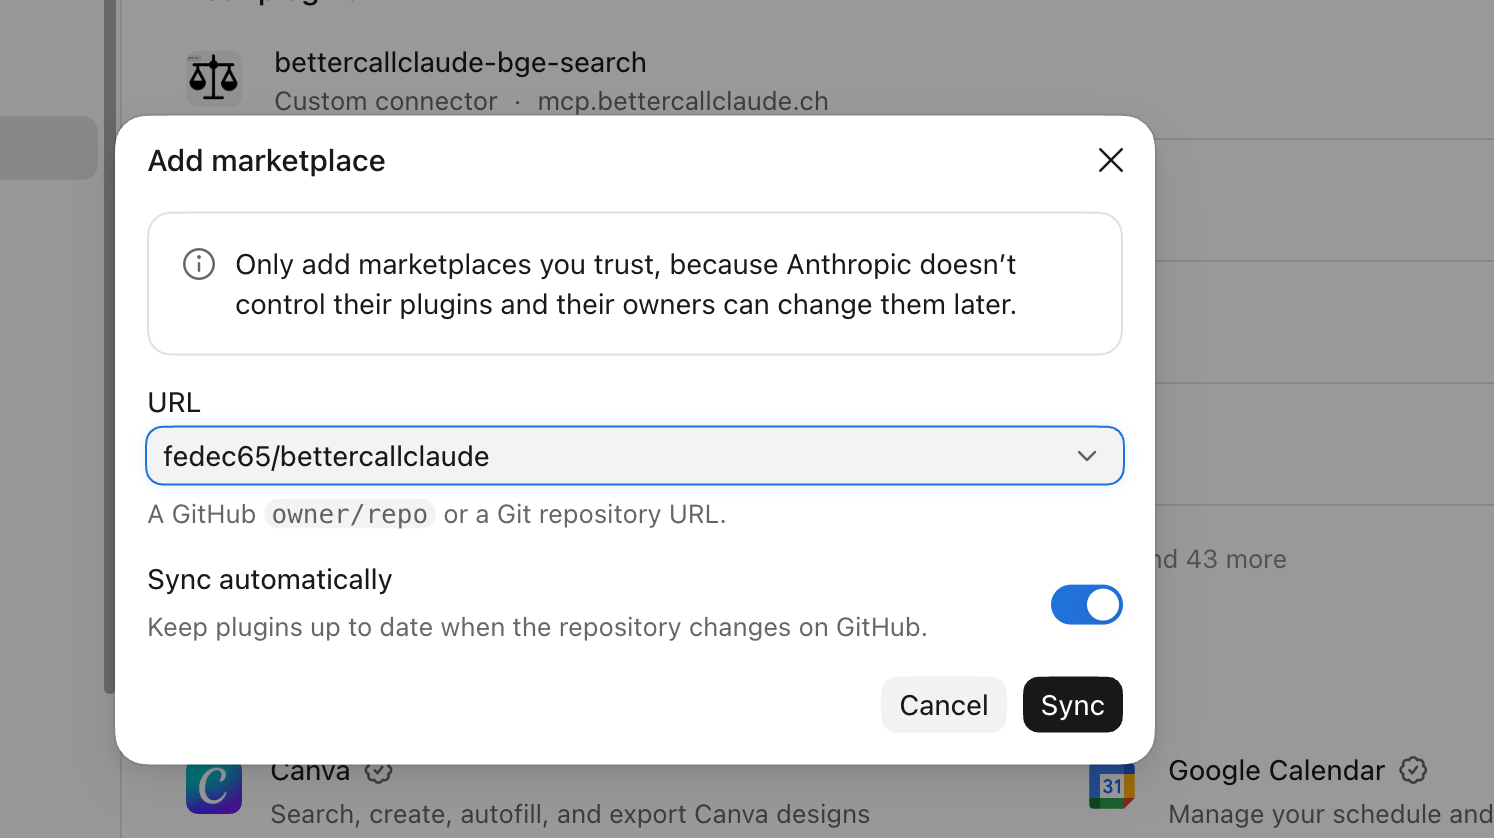 bettercallclaude-bge-search
Custom connector · mcp.bettercallclaude.ch
Add marketplace
Only add marketplaces you trust, because Anthropic doesn’t
control their plugins and their owners can change them later.
URL
fedec65/bettercallclaude
A GitHub owner/repo or a Git repository URL.
Sync automatically
Keep plugins up to date when the repository changes on GitHub.
43 more
Cancel
Sync
Canva
Search, create, autofill, and export Canva designs
31
Google Calendar
Manage your schedule and